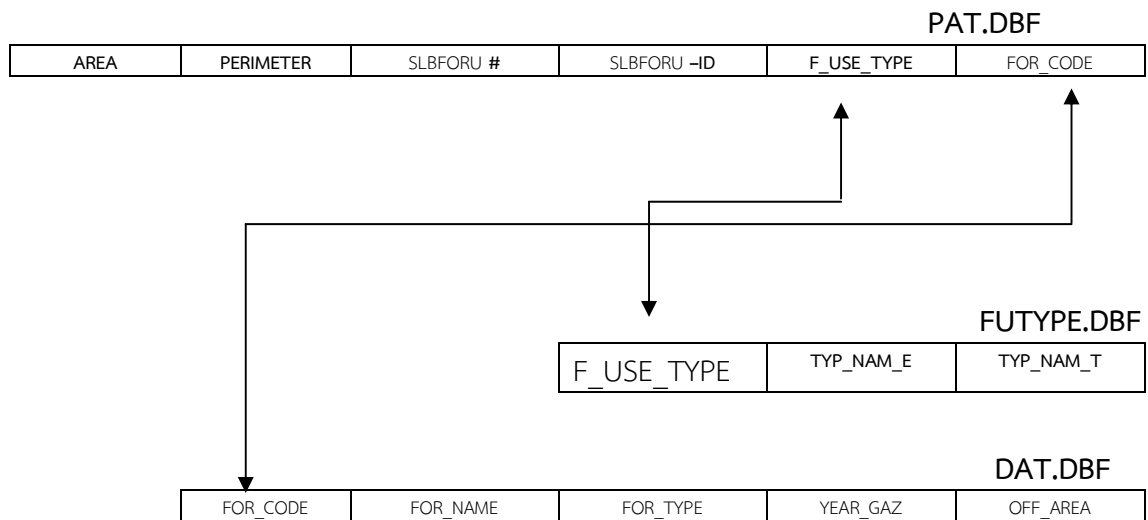 PAT.DBF
AREA PERIMETER SLBFORU # SLBFORU –ID F_USE_TYPE FOR_CODE
FUTYPE.DBF
F_USE_TYPE TYP_NAM_E TYP_NAM_T
DAT.DBF
FOR_CODE FOR_NAME FOR_TYPE YEAR_GAZ OFF_AREA